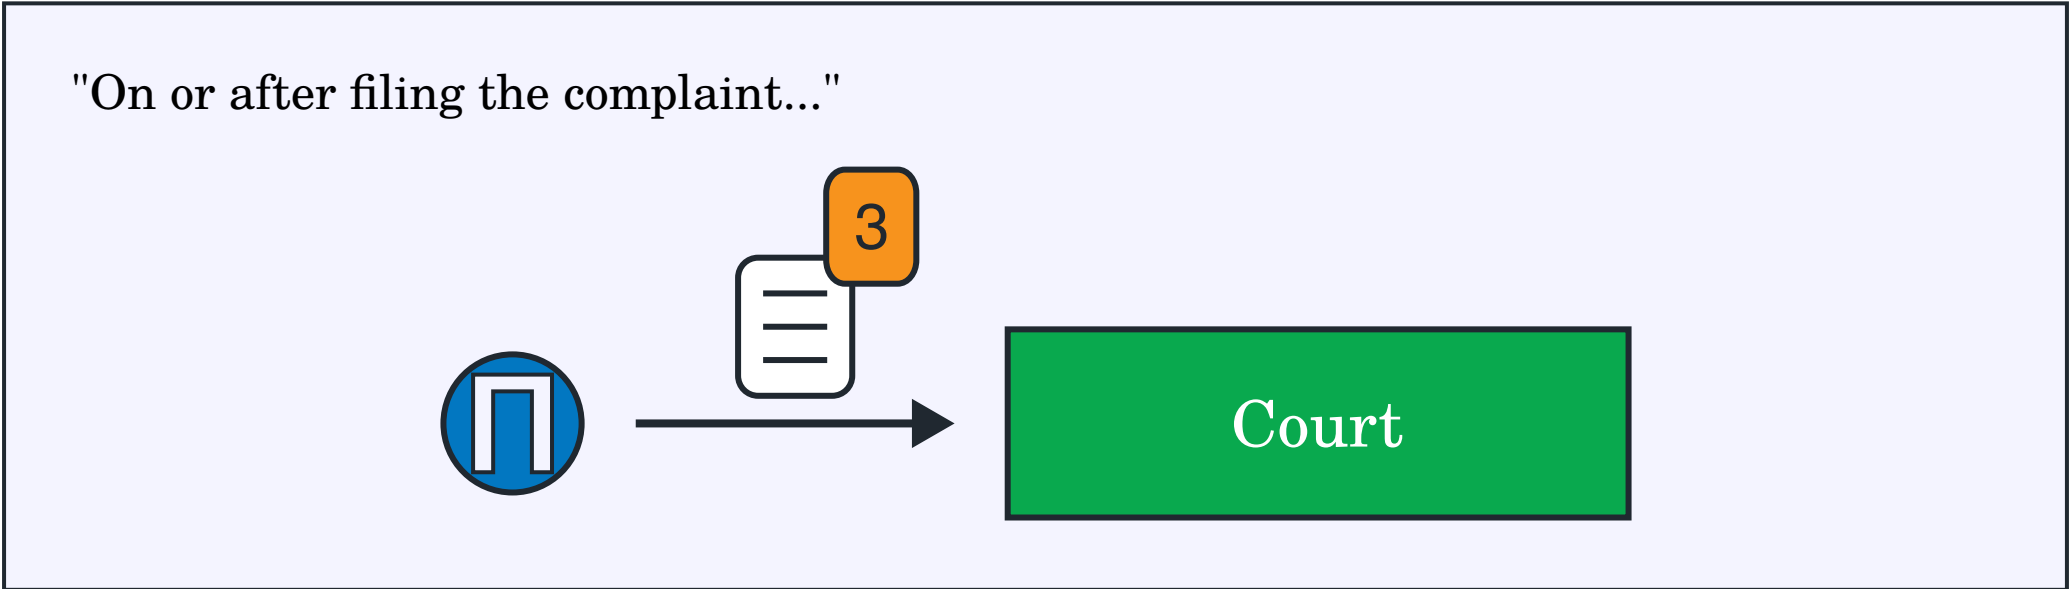 "On or after filing the complaint..."
3
Π
Court